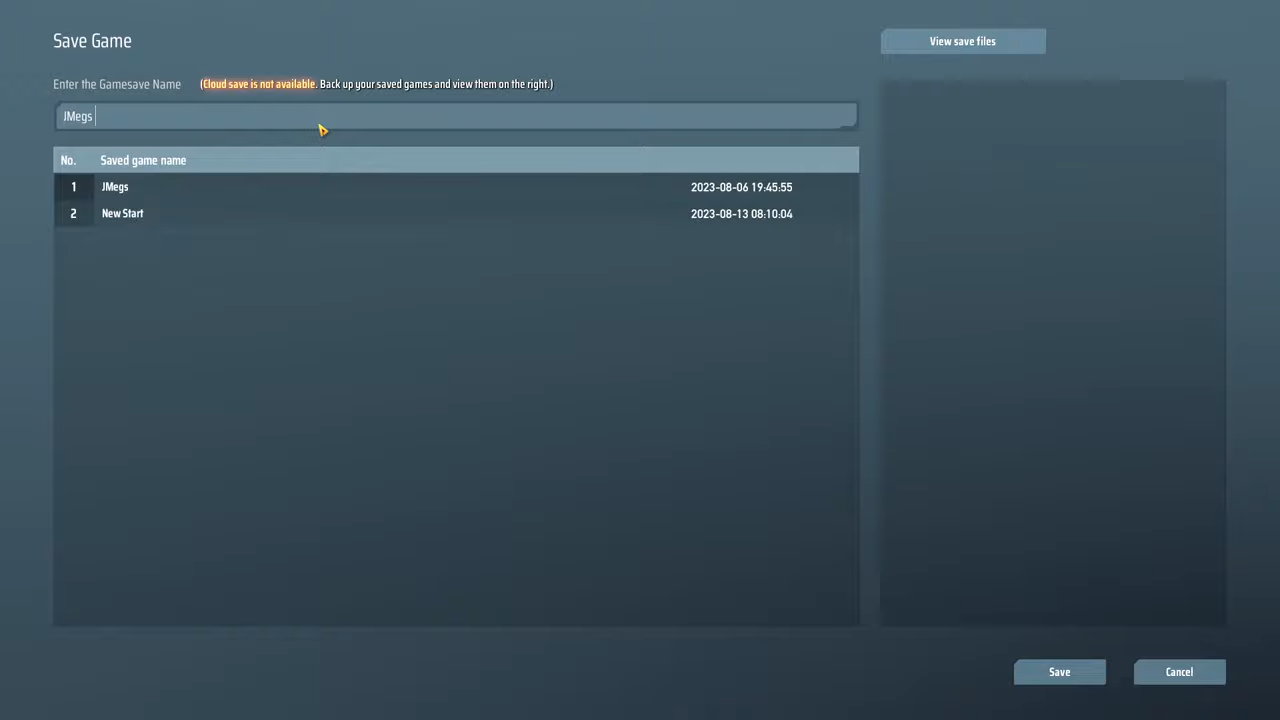 Save Game
View save files
Enter the Gamesave Name (Cloud save is not available. Back up your saved games and view them on the right.)
JMegs
No. Saved game name
1 JMegs 2023-08-06 19:45:55
2 New Start 2023-08-13 08:10:04
Save Cancel